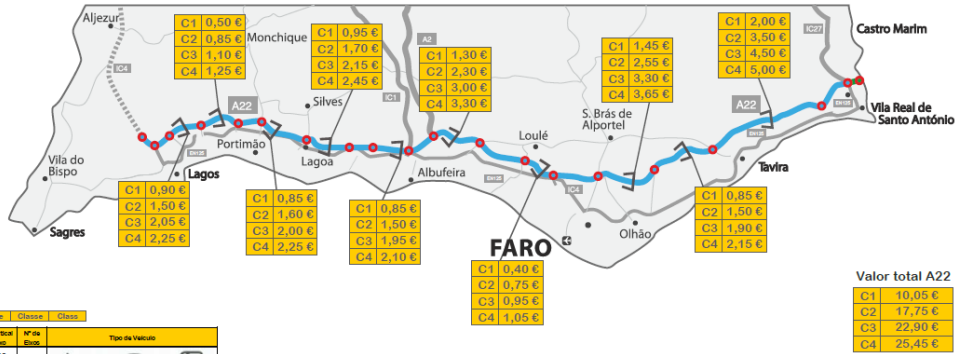 Aljezur
C1 0,50 €
C2 0,85 €
C3 1,10 €
C4 1,25 €
Monchique
C1 0,95 €
C2 1,70 €
C3 2,15 €
C4 2,45 €
A2
C1 1,30 €
C2 2,30 €
C3 3,00 €
C4 3,30 €
C1 1,45 €
C2 2,55 €
C3 3,30 €
C4 3,65 €
C1 2,00 €
C2 3,50 €
C3 4,50 €
C4 5,00 €
IC27
Castro Marim
IC4
IC1
A22
Silves
A22
Vila Real de
Santo António
EN125
Portimão
Lagoa
Loulé
S. Brás de
Alportel
EN125
EN125
Vila do
Bispo
Lagos
Albufeira
EN125
IC4
Tavira
Sagres
C1 0,90 €
C2 1,50 €
C3 2,05 €
C4 2,25 €
C1 0,85 €
C2 1,60 €
C3 2,00 €
C4 2,25 €
C1 0,85 €
C2 1,50 €
C3 1,95 €
C4 2,10 €
FARO
Olhão
C1 0,85 €
C2 1,50 €
C3 1,90 €
C4 2,15 €
C1 0,40 €
C2 0,75 €
C3 0,95 €
C4 1,05 €
Valor total A22
C1 10,05 €
C2 17,75 €
C3 22,90 €
C4 25,45 €
e Classe Class
tical Nº de Tipo de Veículo
xo Eixos